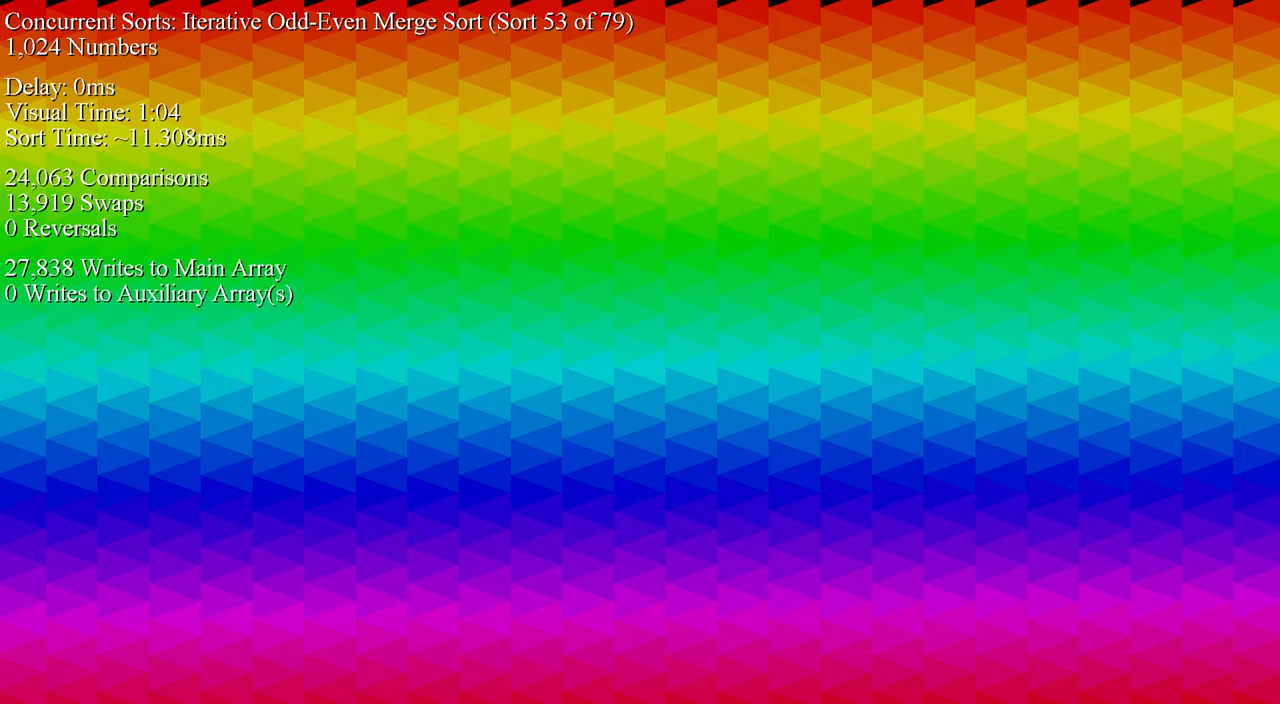 Concurrent Sorts: Iterative Odd-Even Merge Sort (Sort 53 of 79)
1,024 Numbers
Delay: 0ms
Visual Time: 1:04
Sort Time: ~11.308ms
24,063 Comparisons
13,919 Swaps
0 Reversals
27,838 Writes to Main Array
0 Writes to Auxiliary Array(s)